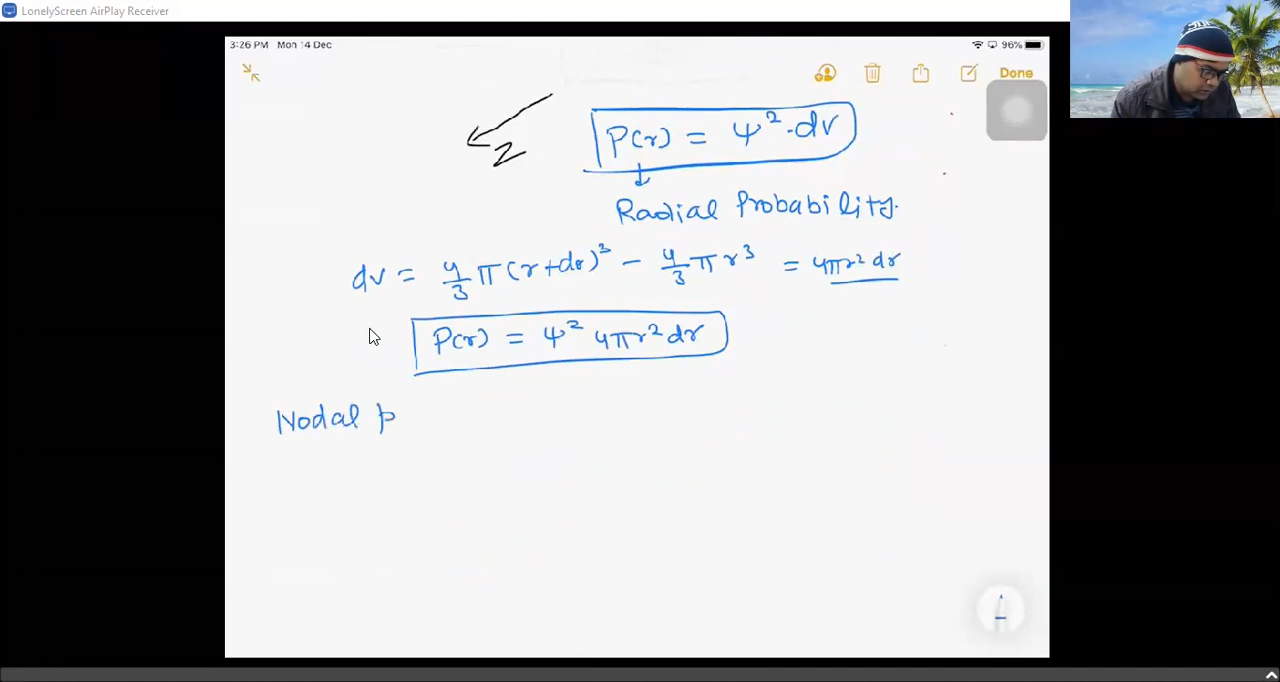 LonelyScreen AirPlay Receiver
3:26 PM Mon 14 Dec
96%
Done
Z
P(r) = ψ²·dv
Radial Probability.
dv = 4/3 π (r+dr)³ − 4/3 π r³ = 4πr² dr
P(r) = ψ² 4πr² dr
Nodal p